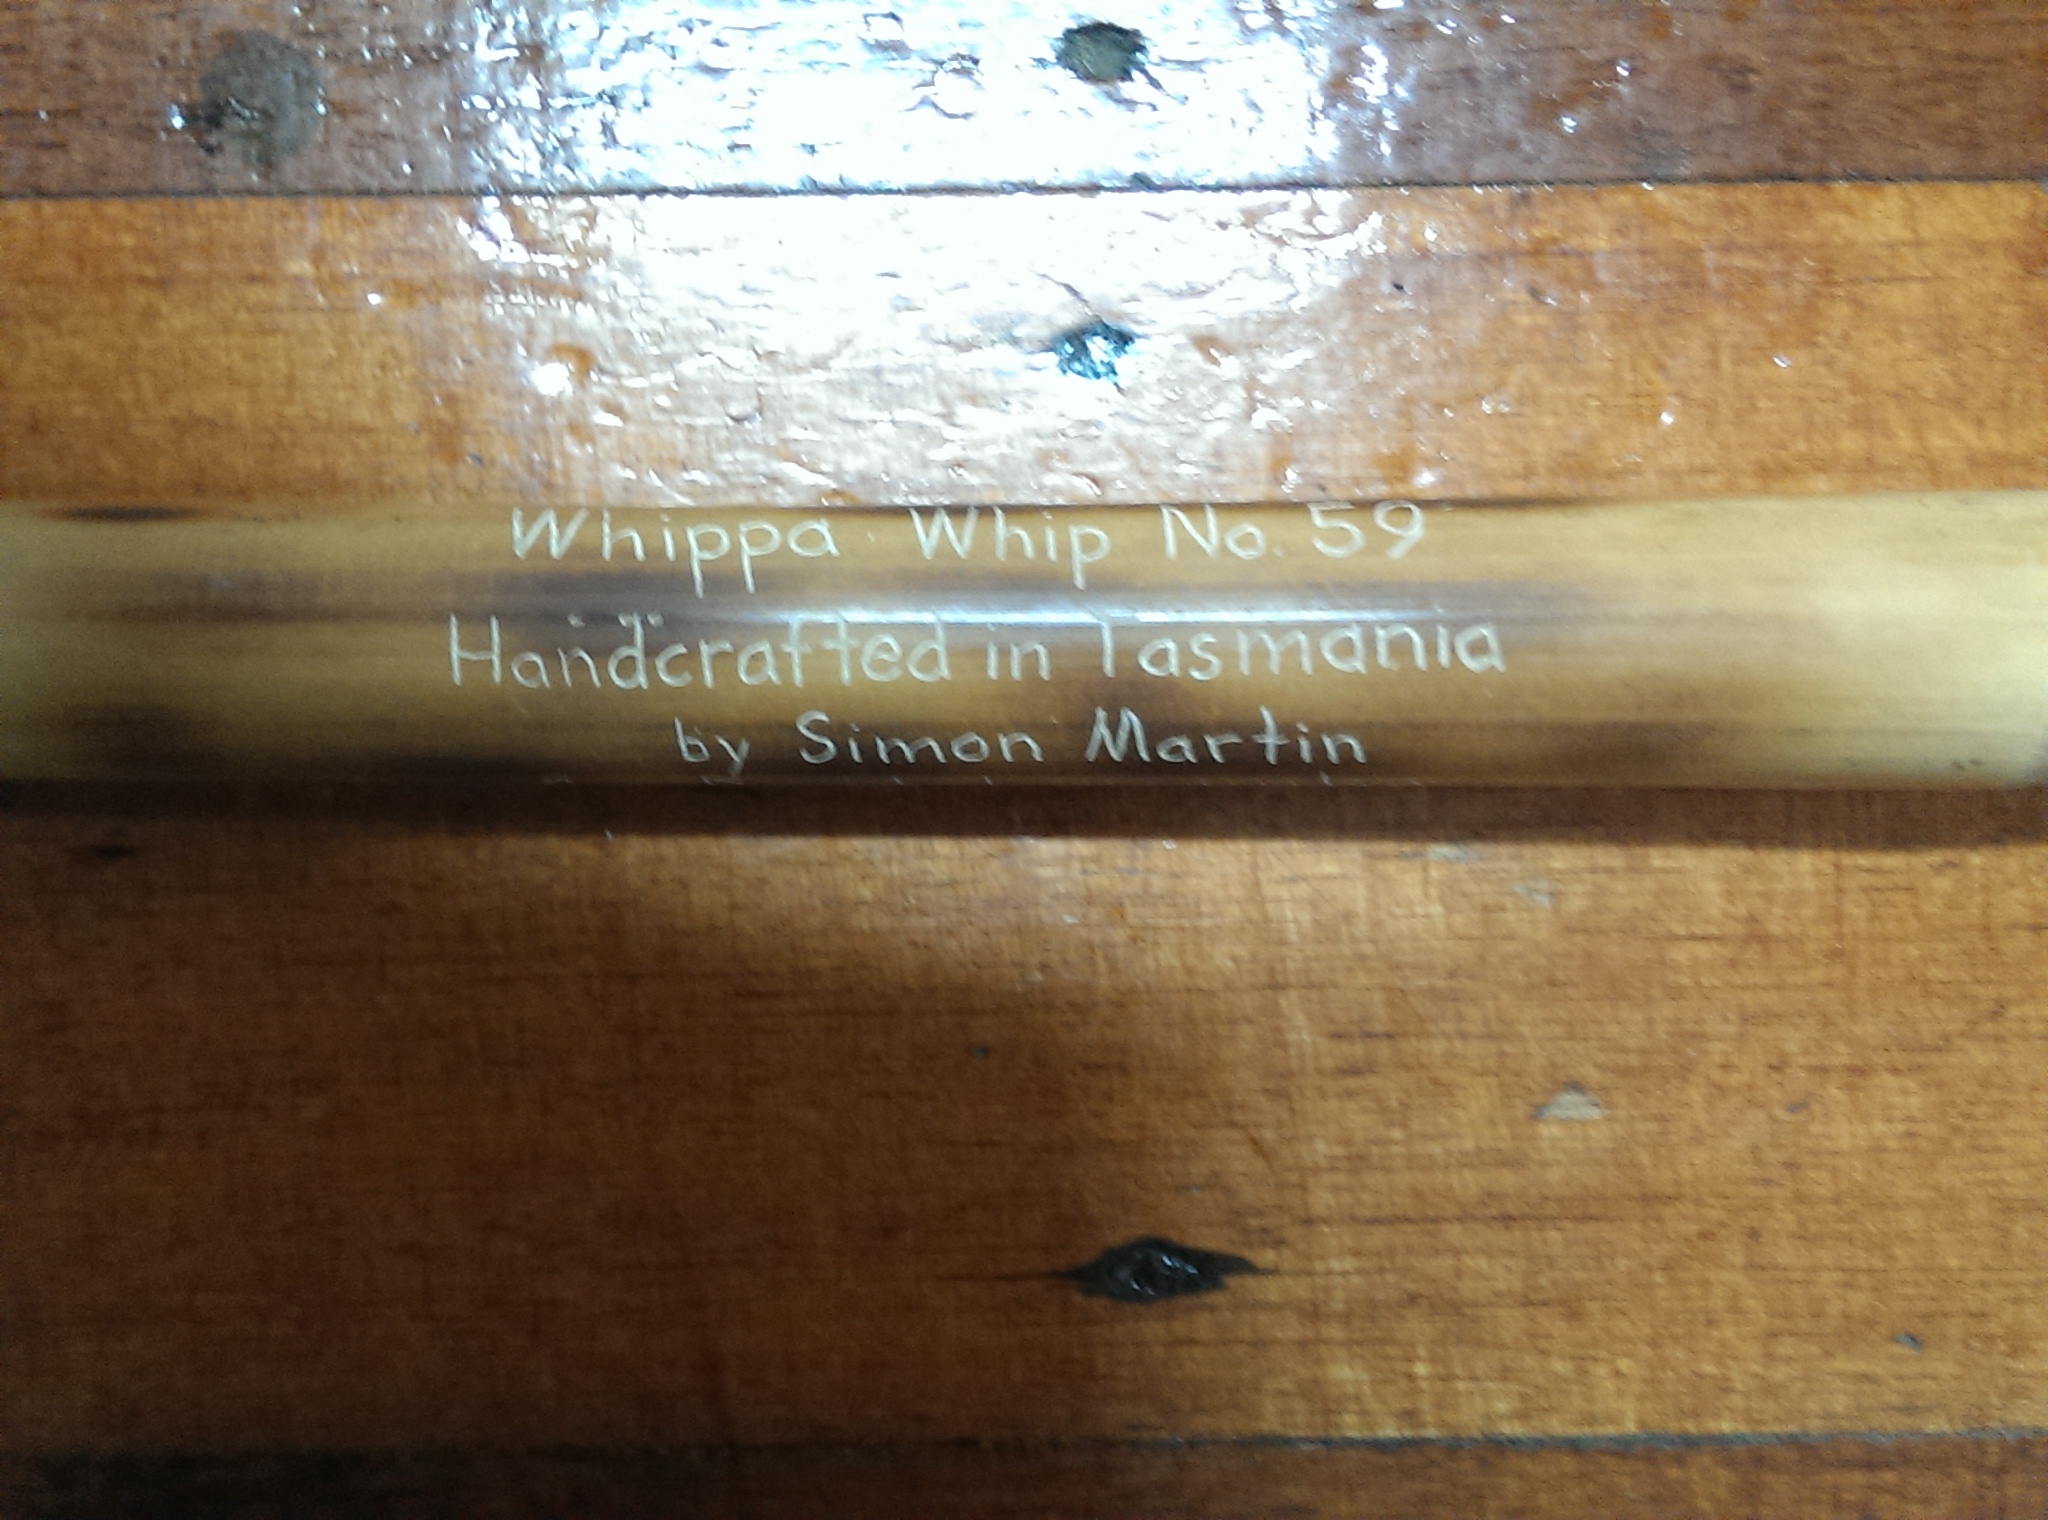 Whippa Whip No. 59
Handcrafted in Tasmania
by Simon Martin